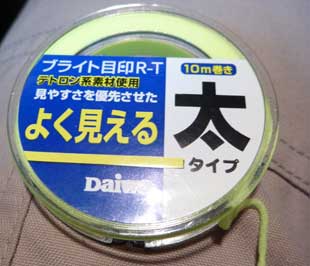 ブライト目印R-T
テトロン系素材使用
見やすさを優先させた
よく見える
10m巻き
太
タイプ
Daiwa